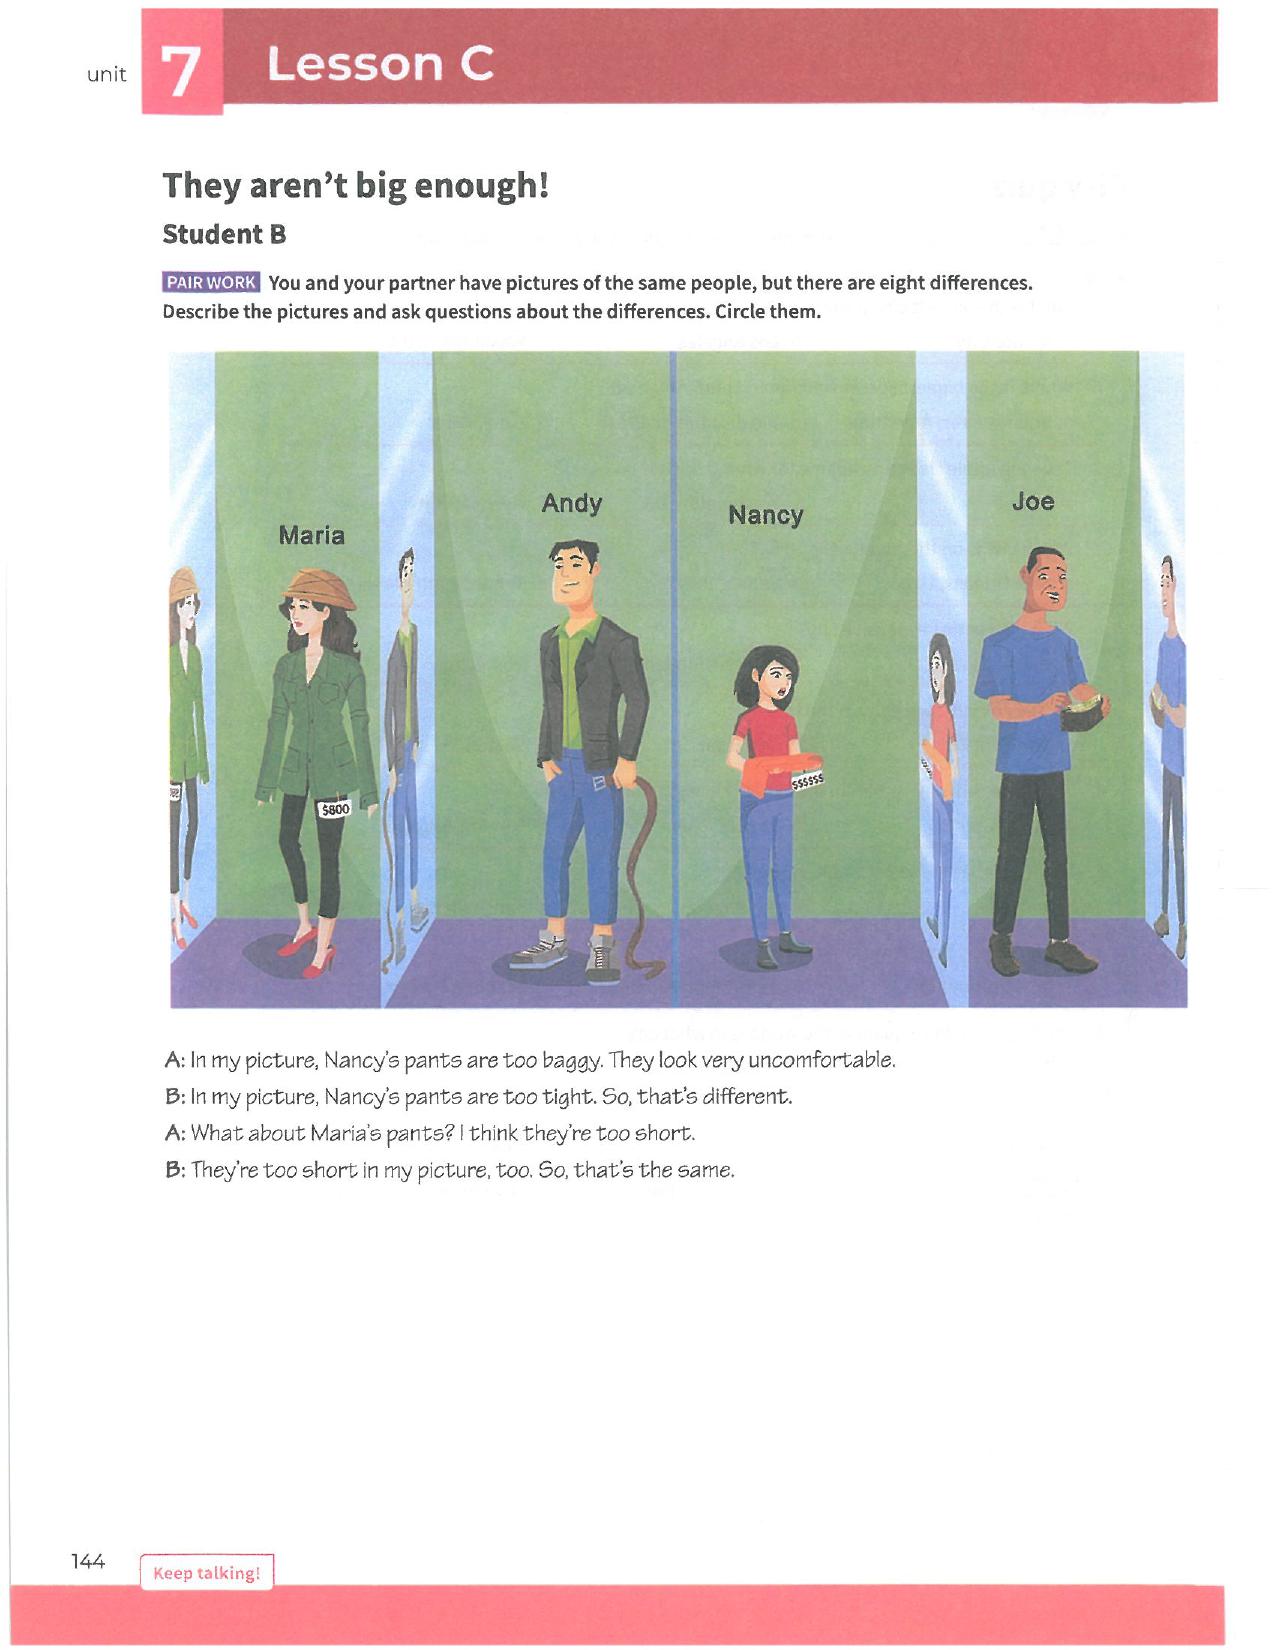 unit 7 Lesson C
They aren't big enough!
Student B
PAIR WORK You and your partner have pictures of the same people, but there are eight differences.
Describe the pictures and ask questions about the differences. Circle them.
Maria
Andy
Nancy
Joe
$800
$$$$$$
A: In my picture, Nancy's pants are too baggy. They look very uncomfortable.
B: In my picture, Nancy's pants are too tight. So, that's different.
A: What about Maria's pants? I think they're too short.
B: They're too short in my picture, too. So, that's the same.
144 Keep talking!